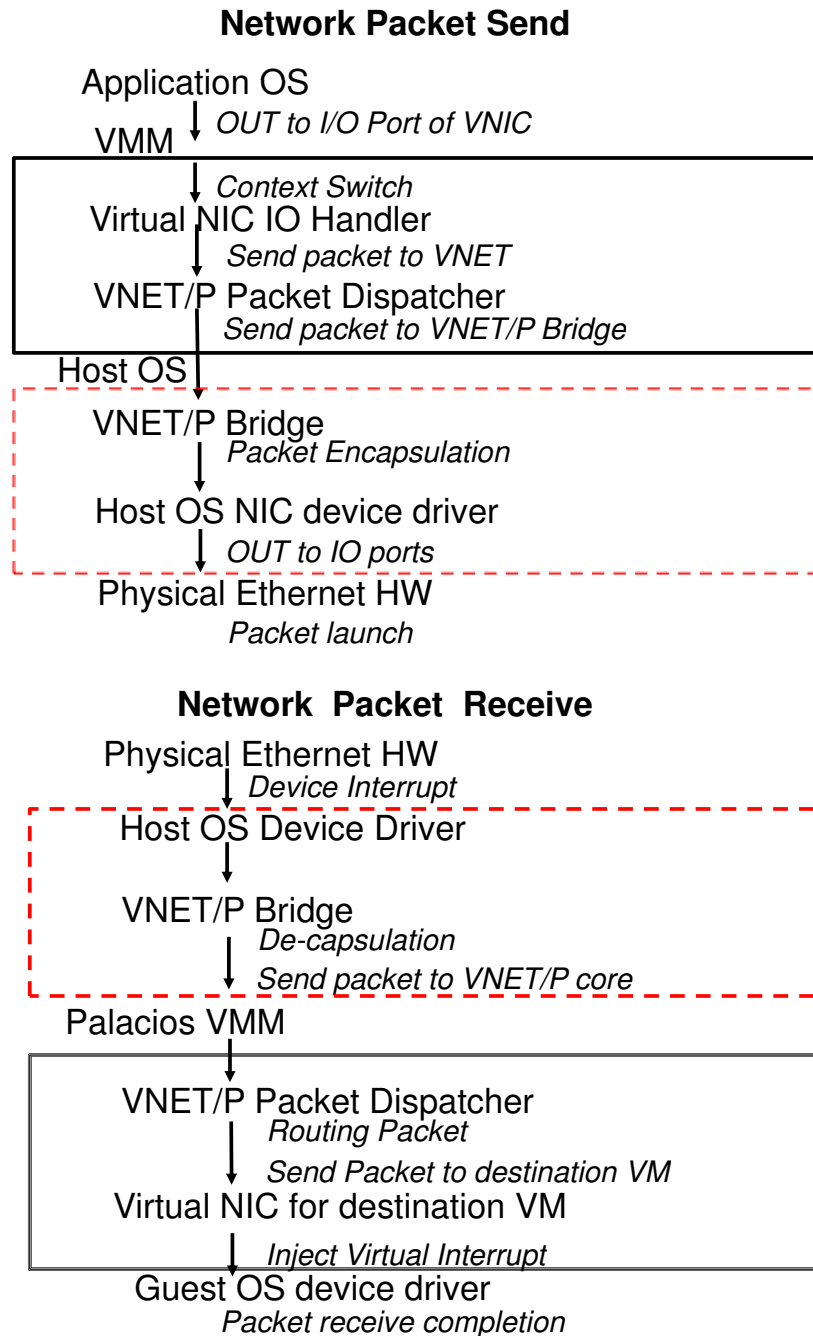 Network Packet Send
Application OS
OUT to I/O Port of VNIC
VMM
Context Switch
Virtual NIC IO Handler
Send packet to VNET
VNET/P Packet Dispatcher
Send packet to VNET/P Bridge
Host OS
VNET/P Bridge
Packet Encapsulation
Host OS NIC device driver
OUT to IO ports
Physical Ethernet HW
Packet launch
Network Packet Receive
Physical Ethernet HW
Device Interrupt
Host OS Device Driver
VNET/P Bridge
De-capsulation
Send packet to VNET/P core
Palacios VMM
VNET/P Packet Dispatcher
Routing Packet
Send Packet to destination VM
Virtual NIC for destination VM
Inject Virtual Interrupt
Guest OS device driver
Packet receive completion